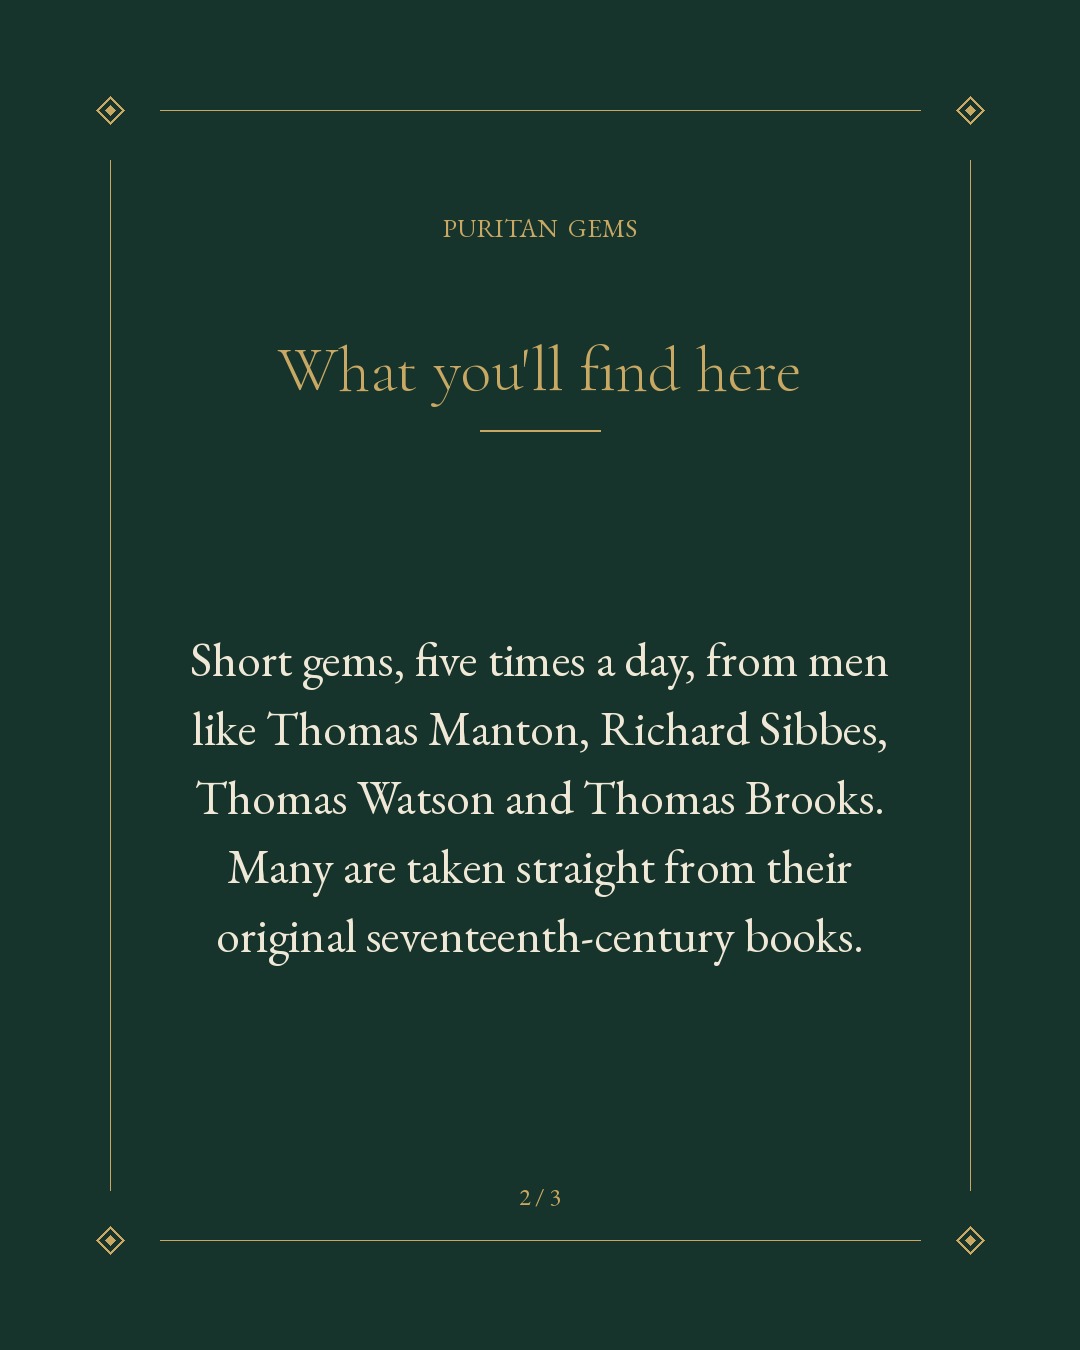 PURITAN GEMS
What you'll find here
Short gems, five times a day, from men
like Thomas Manton, Richard Sibbes,
Thomas Watson and Thomas Brooks.
Many are taken straight from their
original seventeenth-century books.
2 / 3